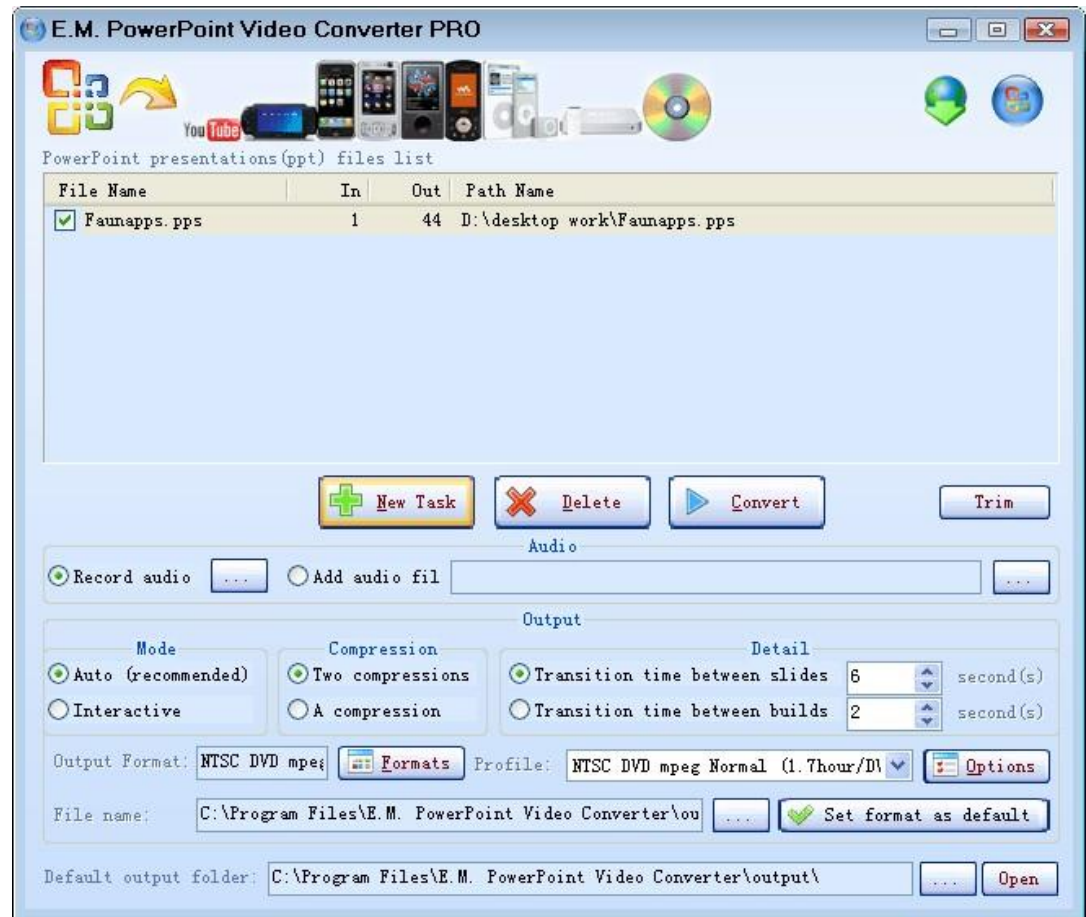 E.M. PowerPoint Video Converter PRO
You Tube
PowerPoint presentations(ppt) files list
File Name In Out Path Name
Faunapps.pps 1 44 D:\desktop work\Faunapps.pps
New Task Delete Convert Trim
Audio
Record audio ... Add audio fil ...
Output
Mode Compression Detail
Auto (recommended) Two compressions Transition time between slides 6 second(s)
Interactive A compression Transition time between builds 2 second(s)
Output Format: NTSC DVD mpeg Formats Profile: NTSC DVD mpeg Normal (1.7hour/D\ Options
File name: C:\Program Files\E.M. PowerPoint Video Converter\ou ... Set format as default
Default output folder: C:\Program Files\E.M. PowerPoint Video Converter\output\ ... Open